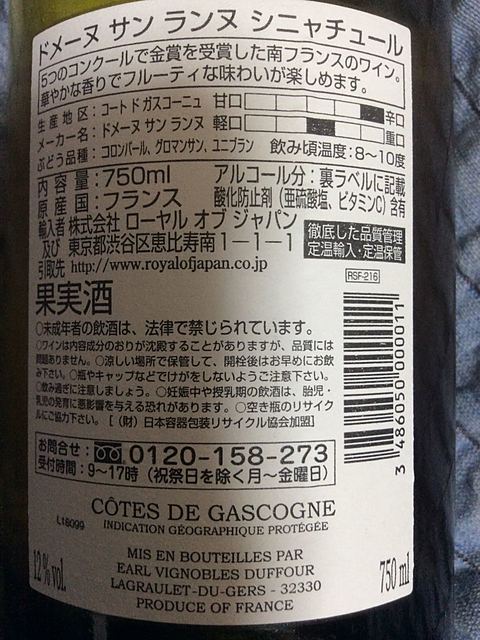 ドメーヌ サン ランヌ シニャチュール
5つのコンクールで金賞を受賞した南フランスのワイン。
華やかな香りでフルーティな味わいが楽しめます。
生産地区：コート ド ガスコーニュ 甘口 辛口
メーカー名：ドメーヌ サン ランヌ 軽口 重口
ぶどう品種：コロンバール、グロマンサン、ユニブラン 飲み頃温度：8～10度
内容量：750ml アルコール分：裏ラベルに記載
原産国：フランス 酸化防止剤（亜硫酸塩、ビタミンC）含有
輸入者 株式会社 ローヤル オブ ジャパン
及び 東京都渋谷区恵比寿南1－1－1
引取先 http://www.royalofjapan.co.jp
徹底した品質管理
定温輸入・定温保管
RSF-216
果実酒
○未成年者の飲酒は、法律で禁じられています。
○ワインは内容成分のおりが沈殿することがありますが、品質には
問題ありません。○涼しい場所で保管して、開栓後はお早めにお飲
み下さい。○瓶やキャップなどでけがをしないようご注意下さい。
○飲み過ぎに注意しましょう。○妊娠中や授乳期の飲酒は、胎児・
乳児の発育に悪影響を与える恐れがあります。○空き瓶のリサイク
ルにご協力下さい。［（財）日本容器包装リサイクル協会加盟］
3 486050 000011
お問合せ：0120-158-273
受付時間：9～17時（祝祭日を除く月～金曜日）
CÔTES DE GASCOGNE
INDICATION GÉOGRAPHIQUE PROTÉGÉE
L16099
MIS EN BOUTEILLES PAR
EARL VIGNOBLES DUFFOUR
LAGRAULET-DU-GERS - 32330
PRODUCE OF FRANCE
12% vol.
750 ml